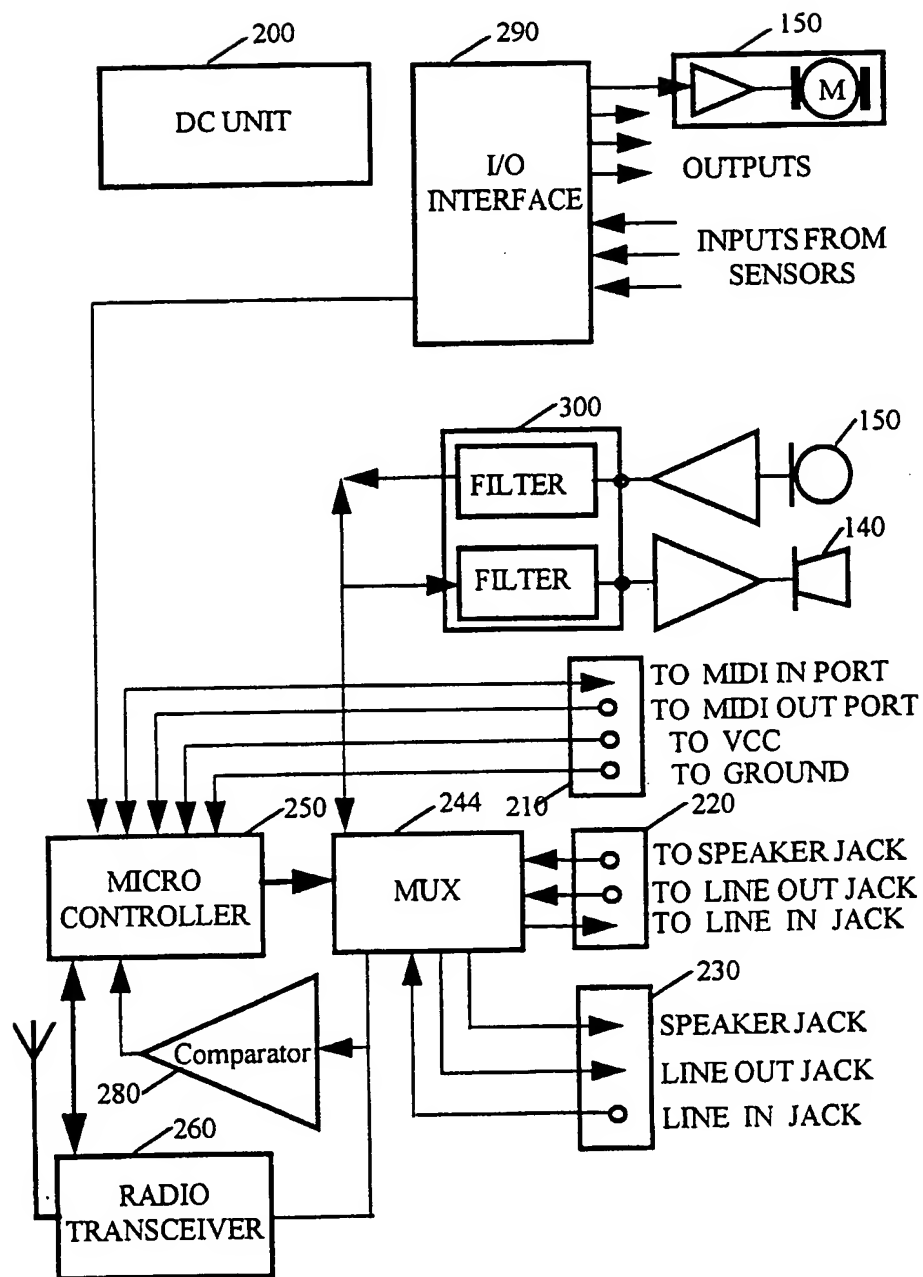 200
290
150
DC UNIT
M
I/O
INTERFACE
OUTPUTS
INPUTS FROM
SENSORS
300
150
FILTER
140
FILTER
TO MIDI IN PORT
TO MIDI OUT PORT
TO VCC
TO GROUND
250
244
210
220
MICRO
CONTROLLER
MUX
TO SPEAKER JACK
TO LINE OUT JACK
TO LINE IN JACK
230
Comparator
SPEAKER JACK
LINE OUT JACK
LINE IN JACK
280
260
RADIO
TRANSCEIVER